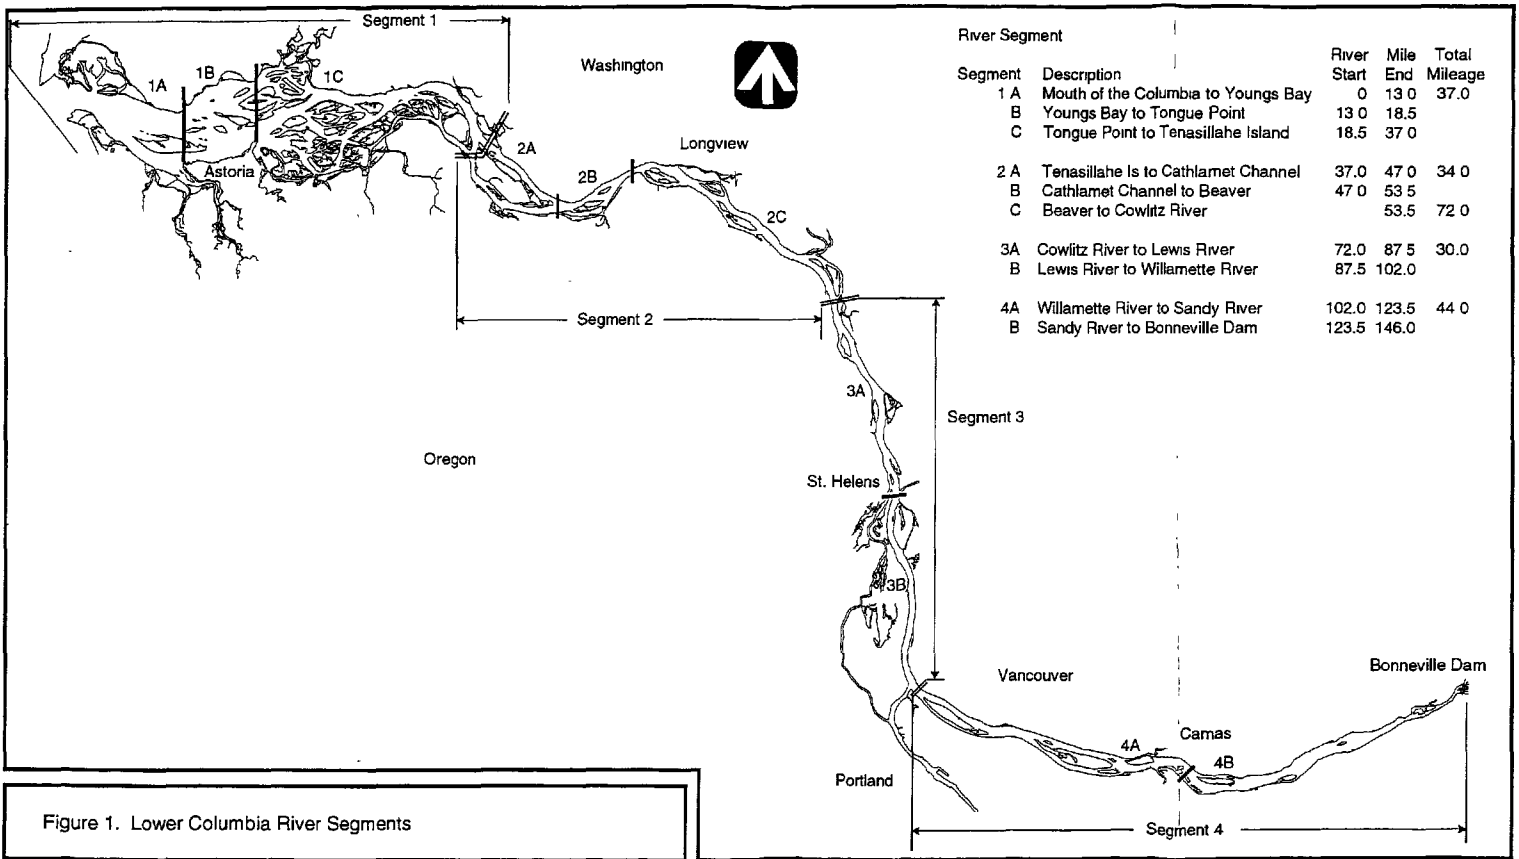 Segment 1
Washington
1A
1B
1C
Astoria
2A
2B
Longview
2C
Segment 2
3A
Segment 3
Oregon
St. Helens
3B
Vancouver
Bonneville Dam
4A
Camas
4B
Portland
Segment 4
River Segment
River Mile Total
Segment Description Start End Mileage
1 A Mouth of the Columbia to Youngs Bay 0 13 0 37.0
B Youngs Bay to Tongue Point 13 0 18.5
C Tongue Point to Tenasillahe Island 18.5 37 0
2 A Tenasillahe Is to Cathlamet Channel 37.0 47 0 34 0
B Cathlamet Channel to Beaver 47 0 53 5
C Beaver to Cowlitz River 53.5 72 0
3A Cowlitz River to Lewis River 72.0 87 5 30.0
B Lewis River to Willamette River 87.5 102.0
4A Willamette River to Sandy River 102.0 123.5 44 0
B Sandy River to Bonneville Dam 123.5 146.0
Figure 1. Lower Columbia River Segments